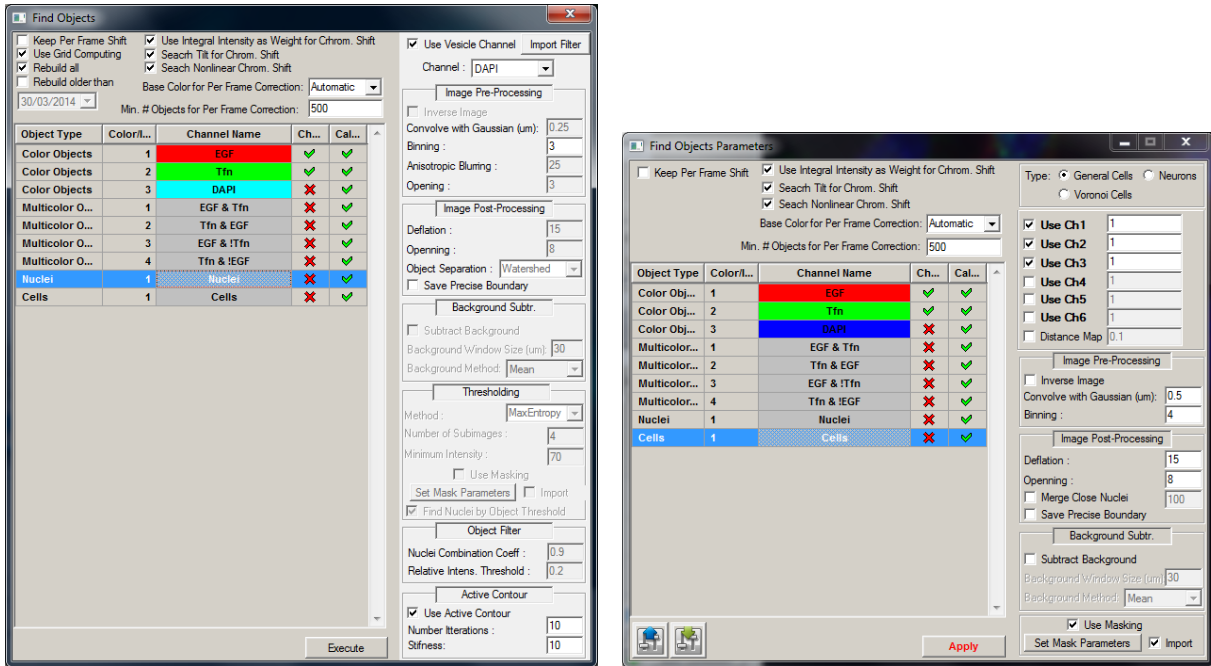 Find Objects
Keep Per Frame Shift
Use Integral Intensity as Weight for Crhrom. Shift
Use Grid Computing
Seacrh Tilt for Chrom. Shift
Rebuild all
Seach Nonlinear Chrom. Shift
Rebuild older than
Base Color for Per Frame Correction: Automatic
30/03/2014
Min. # Objects for Per Frame Correction: 500
Object Type Color/I... Channel Name Ch... Cal...
Color Objects 1 EGF
Color Objects 2 Tfn
Color Objects 3 DAPI
Multicolor O... 1 EGF & Tfn
Multicolor O... 2 Tfn & EGF
Multicolor O... 3 EGF & !Tfn
Multicolor O... 4 Tfn & !EGF
Nuclei 1 Nuclei
Cells 1 Cells
Execute
Use Vesicle Channel Import Filter
Channel : DAPI
Image Pre-Processing
Inverse Image
Convolve with Gaussian (um): 0.25
Binning : 3
Anisotropic Blurring : 25
Opening : 3
Image Post-Processing
Deflation : 15
Openning : 8
Object Separation : Watershed
Save Precise Boundary
Background Subtr.
Subtract Background
Background Window Size (um): 30
Background Method: Mean
Thresholding
Method : MaxEntropy
Number of Subimages : 4
Minimum Intensity : 70
Use Masking
Set Mask Parameters Import
Find Nuclei by Object Threshold
Object Filter
Nuclei Combination Coeff : 0.9
Relative Intens. Threshold : 0.2
Active Contour
Use Active Contour
Number Itterations : 10
Stifness: 10
Find Objects Parameters
Keep Per Frame Shift
Use Integral Intensity as Weight for Crhrom. Shift
Seacrh Tilt for Chrom. Shift
Seach Nonlinear Chrom. Shift
Base Color for Per Frame Correction: Automatic
Min. # Objects for Per Frame Correction: 500
Object Type Color/I... Channel Name Ch... Cal...
Color Obj... 1 EGF
Color Obj... 2 Tfn
Color Obj... 3 DAPI
Multicolor... 1 EGF & Tfn
Multicolor... 2 Tfn & EGF
Multicolor... 3 EGF & !Tfn
Multicolor... 4 Tfn & !EGF
Nuclei 1 Nuclei
Cells 1 Cells
Apply
Type: General Cells Neurons
Voronoi Cells
Use Ch1 1
Use Ch2 1
Use Ch3 1
Use Ch4 1
Use Ch5 1
Use Ch6 1
Distance Map 0.1
Image Pre-Processing
Inverse Image
Convolve with Gaussian (um): 0.5
Binning : 4
Image Post-Processing
Deflation : 15
Openning : 8
Merge Close Nuclei 100
Save Precise Boundary
Background Subtr.
Subtract Background
Background Window Size (um) 30
Background Method: Mean
Use Masking
Set Mask Parameters Import